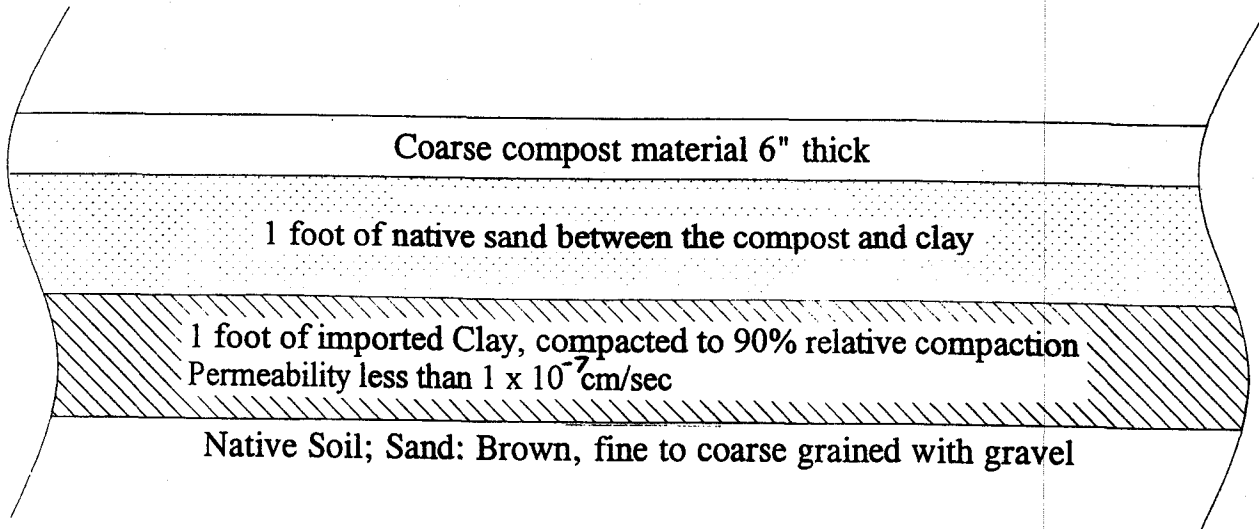 Coarse compost material 6" thick
1 foot of native sand between the compost and clay
1 foot of imported Clay, compacted to 90% relative compaction
Permeability less than 1 x 10⁻⁷cm/sec
Native Soil; Sand: Brown, fine to coarse grained with gravel